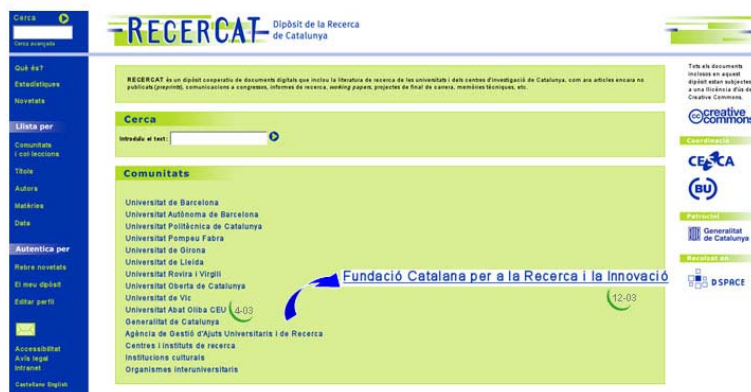 Cerca
Cerca avançada
Què és?
Estadístiques
Novetats
Llista per
Comunitats
i col·leccions
Títols
Autors
Matèries
Data
Autentica per
Rebre novetats
El meu dipòsit
Editar perfil
Accessibilitat
Avís legal
Intranet
Castellano English
RECERCAT
Dipòsit de la Recerca
de Catalunya
RECERCAT és un dipòsit cooperatiu de documents digitals que inclou la literatura de recerca de les universitats i dels centres d'investigació de Catalunya, com ara articles encara no
publicats (preprints), comunicacions a congressos, informes de recerca, working papers, projectes de final de carrera, memòries tècniques, etc.
Cerca
Introduïu el text:
Comunitats
Universitat de Barcelona
Universitat Autònoma de Barcelona
Universitat Politècnica de Catalunya
Universitat Pompeu Fabra
Universitat de Girona
Universitat de Lleida
Universitat Rovira i Virgili
Universitat Oberta de Catalunya
Universitat de Vic
Universitat Abat Oliba CEU
4-03
Generalitat de Catalunya
Agència de Gestió d'Ajuts Universitaris i de Recerca
Centres i instituts de recerca
Institucions culturals
Organismes interuniversitaris
Fundació Catalana per a la Recerca i la Innovació
12-03
Tots els documents
inclosos en aquest
dipòsit estan subjectes
a una llicència d'ús de
Creative Commons.
cc creative
commons
Coordinació
CESCA
(BU)
Patrocini
Generalitat
de Catalunya
Recolzat en
DSPACE